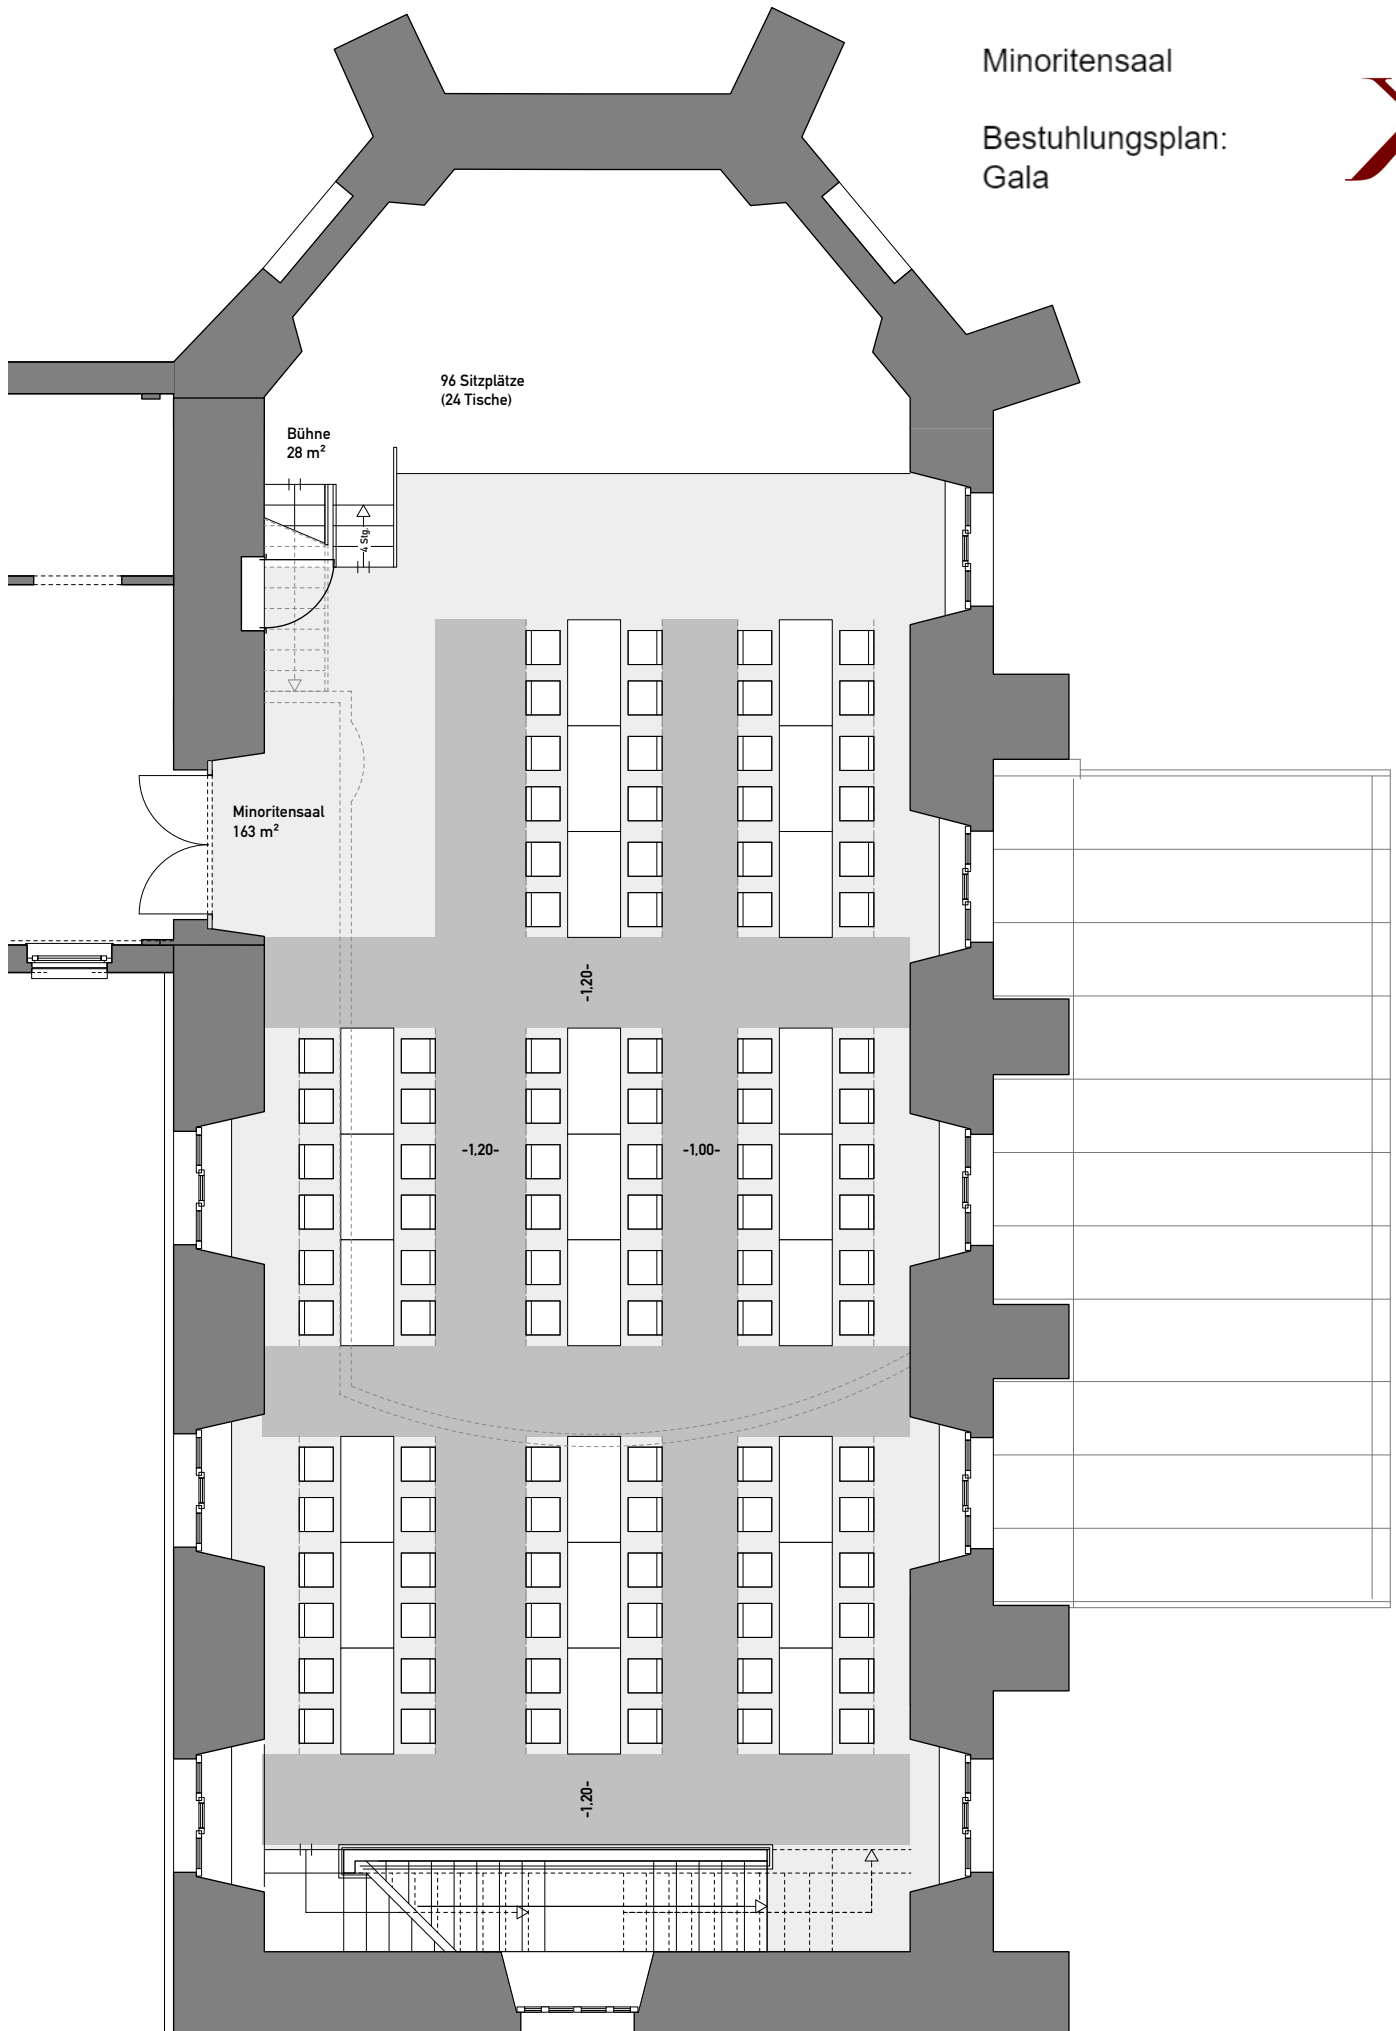 Minoritensaal
Bestuhlungsplan:
Gala
96 Sitzplätze
(24 Tische)
Bühne
28 m²
4 Stg.
Minoritensaal
163 m²
-1,20-
-1,20-
-1,00-
-1,20-